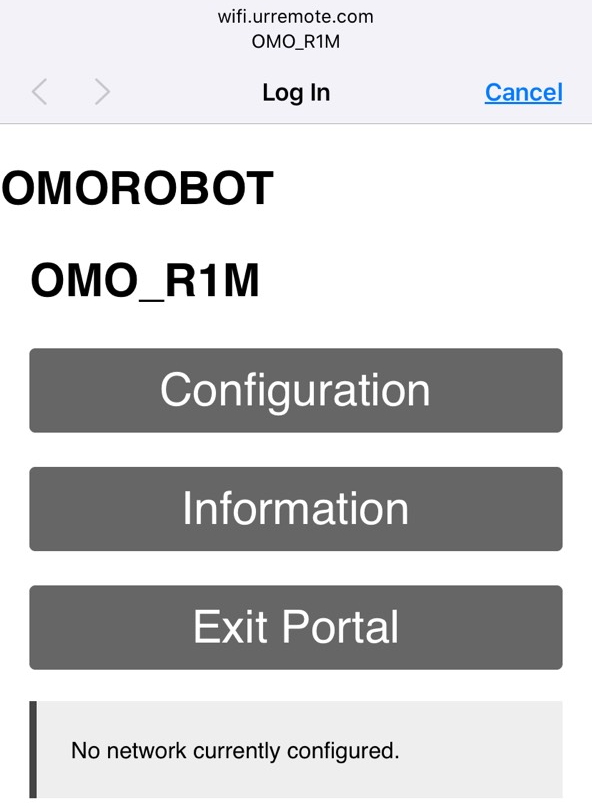 wifi.urremote.com
OMO_R1M
Log In
Cancel
OMOROBOT
OMO_R1M
Configuration
Information
Exit Portal
No network currently configured.